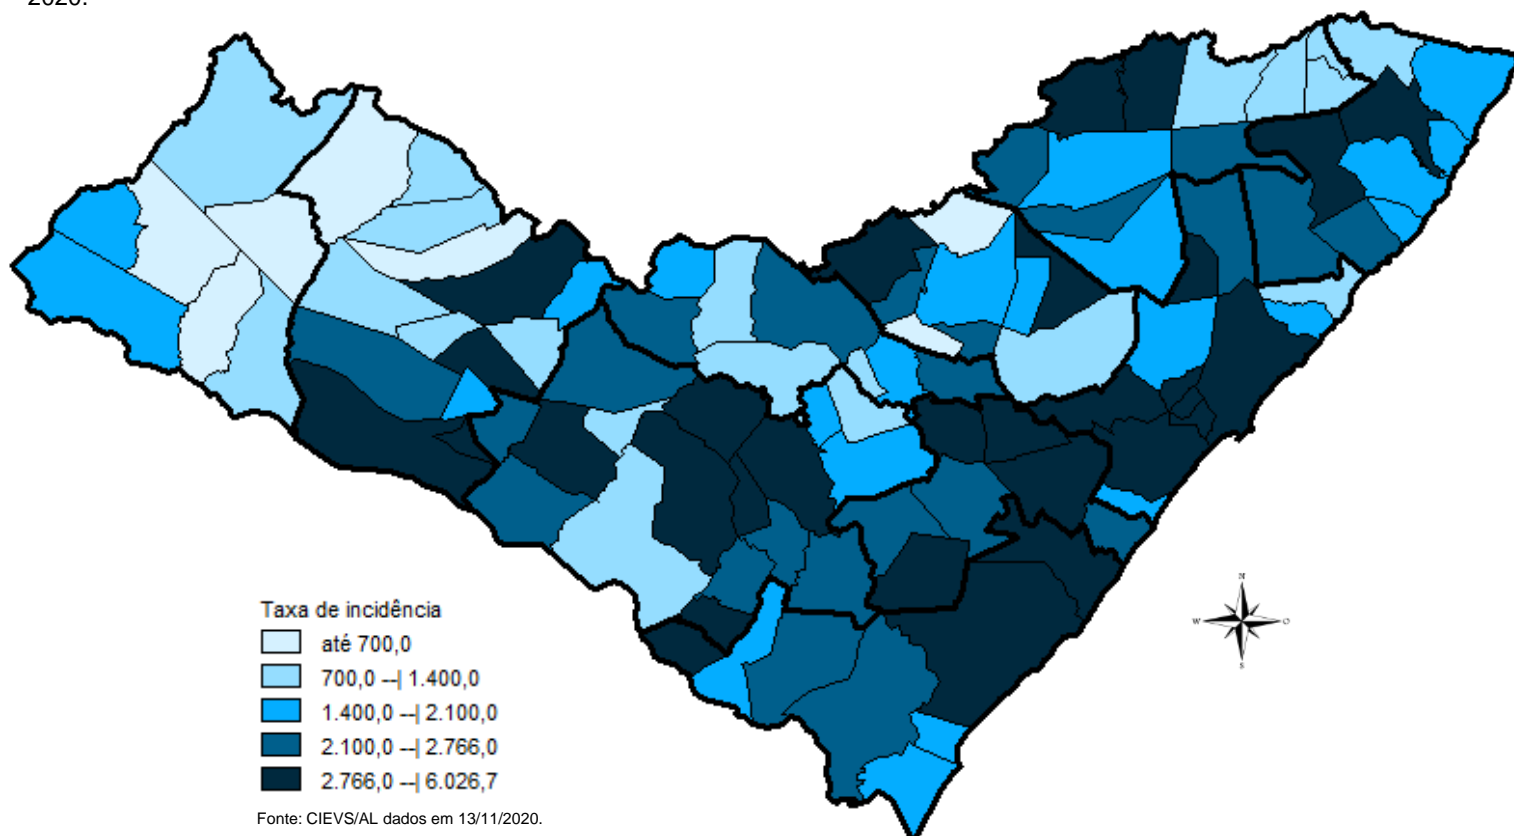 2020.
Taxa de incidência
até 700,0
700,0 --| 1.400,0
1.400,0 --| 2.100,0
2.100,0 --| 2.766,0
2.766,0 --| 6.026,7
Fonte: CIEVS/AL dados em 13/11/2020.
N
W O
S